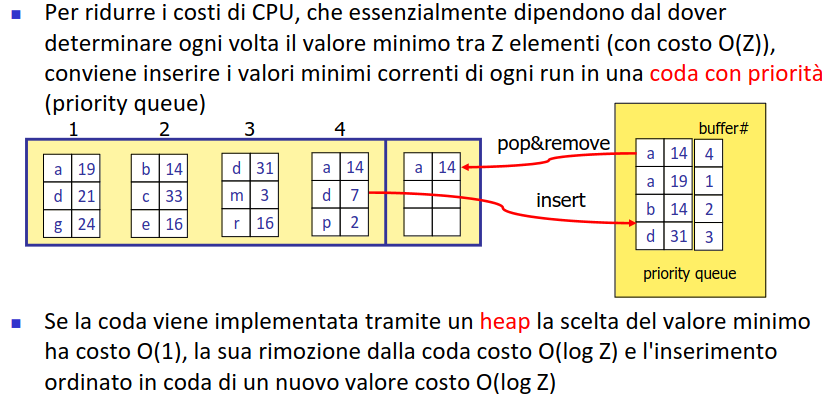 Per ridurre i costi di CPU, che essenzialmente dipendono dal dover
determinare ogni volta il valore minimo tra Z elementi (con costo O(Z)),
conviene inserire i valori minimi correnti di ogni run in una coda con priorità
(priority queue)
1 2 3 4
pop&remove
buffer#
a 19 b 14 d 31 a 14 a 14
d 21 c 33 m 3 d 7
g 24 e 16 r 16 p 2
insert
a 14 4
a 19 1
b 14 2
d 31 3
priority queue
Se la coda viene implementata tramite un heap la scelta del valore minimo
ha costo O(1), la sua rimozione dalla coda costo O(log Z) e l'inserimento
ordinato in coda di un nuovo valore costo O(log Z)